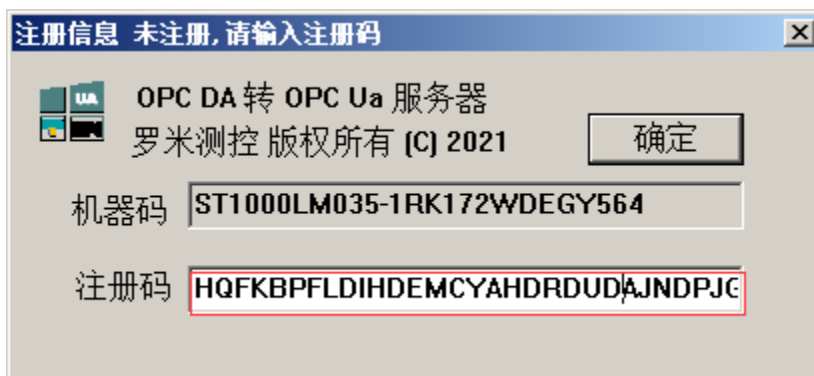 注册信息 未注册,请输入注册码
UA
OPC DA 转 OPC Ua 服务器
罗米测控 版权所有 (C) 2021
确定
机器码 ST1000LM035-1RK172WDEGY564
注册码 HQFKBPFLDIHDEMCYAHDRDUDAJNDPJG